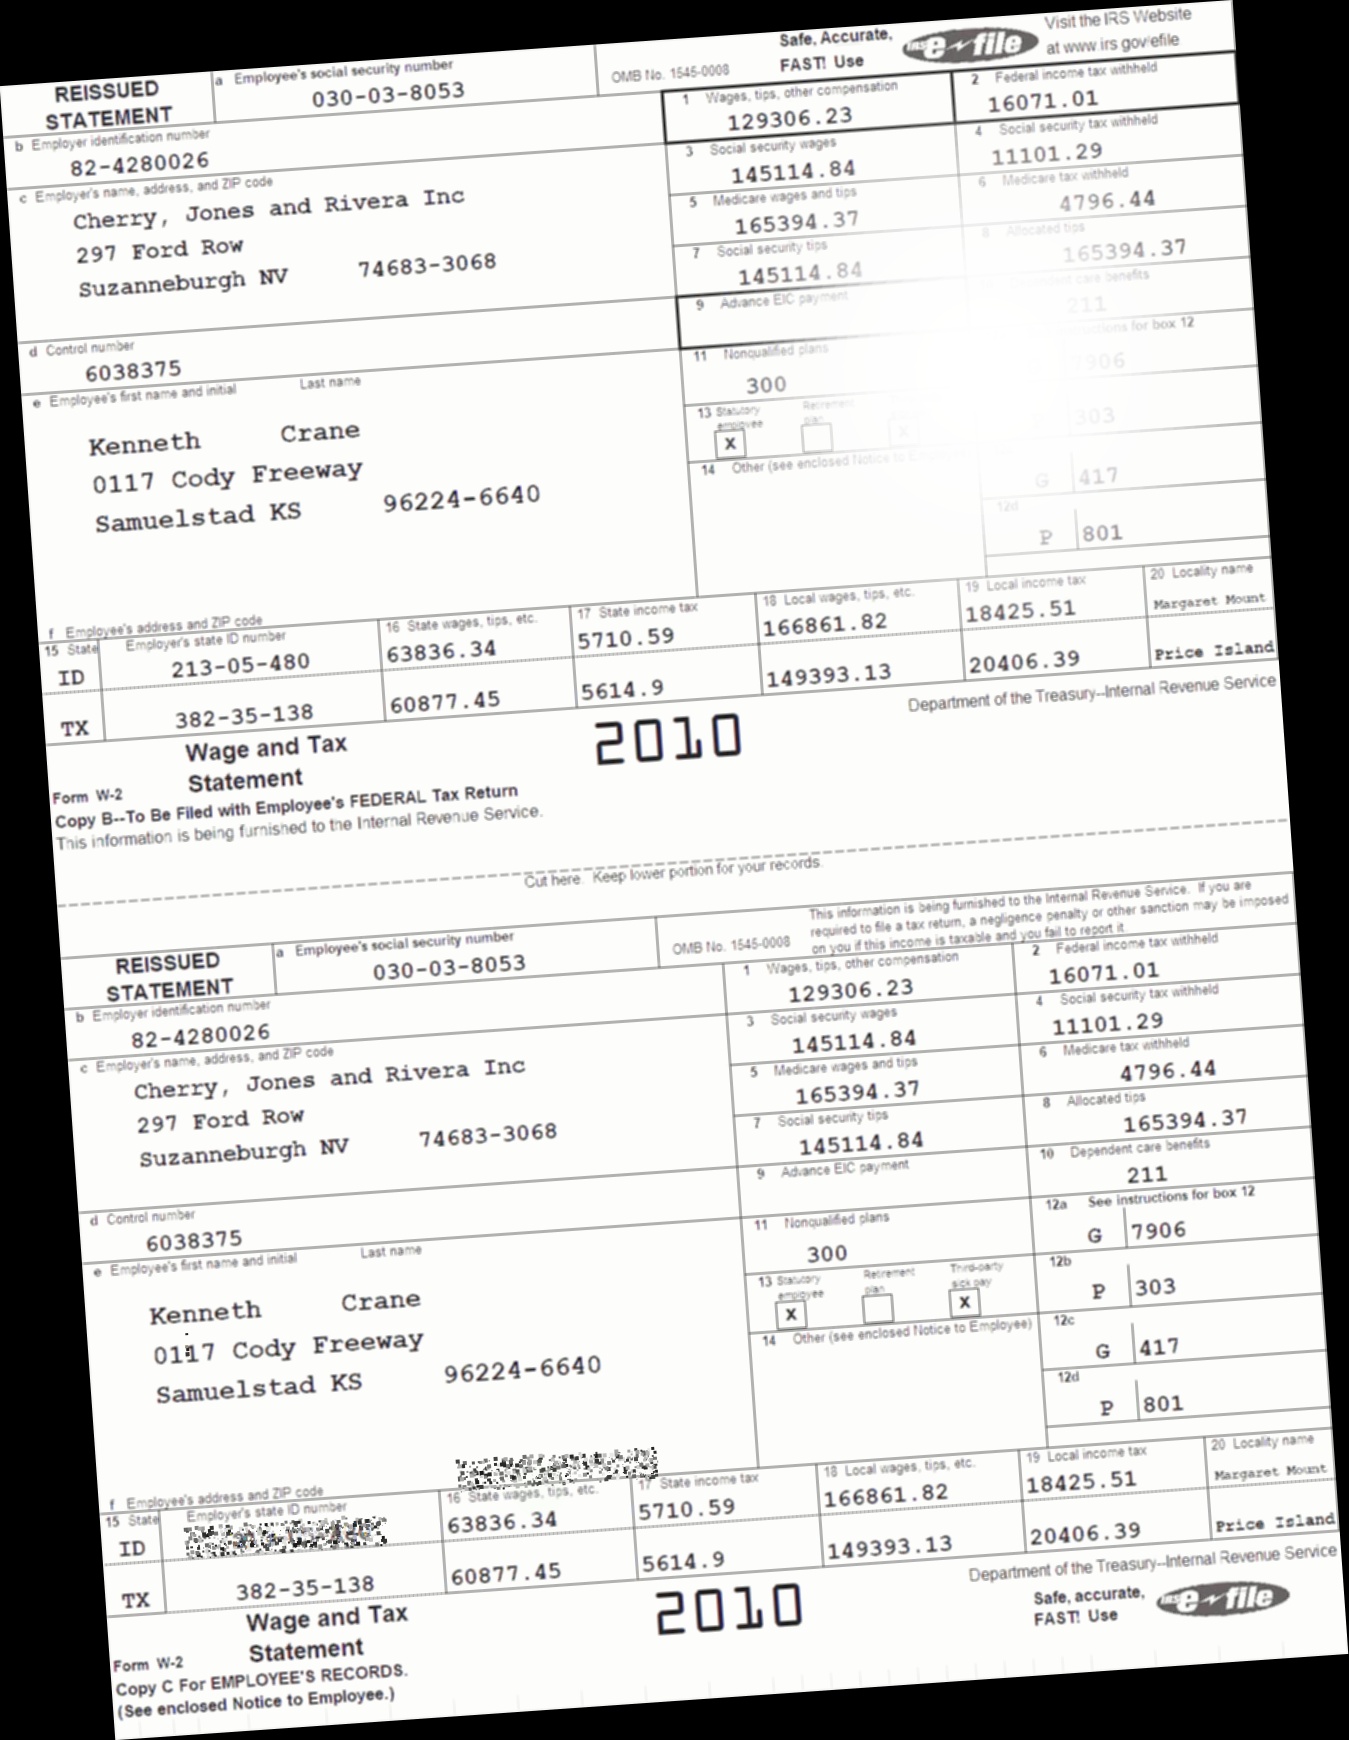 REISSUED STATEMENT
a Employee's social security number
030-03-8053
OMB No. 1545-0008
Safe, Accurate, FAST! Use
IRS e-file
Visit the IRS Website
at www irs gov/efile
b Employer identification number
82-4280026
1 Wages, tips, other compensation
129306.23
2 Federal income tax withheld
16071.01
c Employer's name, address, and ZIP code
Cherry, Jones and Rivera Inc
297 Ford Row
Suzanneburgh NV 74683-3068
3 Social security wages
145114.84
4 Social security tax withheld
11101.29
5 Medicare wages and tips
165394.37
6 Medicare tax withheld
4796.44
7 Social security tips
145114.84
8 Allocated tips
165394.37
9 Advance EIC payment
care benefits
211
d Control number
6038375
11 Nonqualified plans
300
for box 12
7906
e Employee's first name and initial
Last name
Kenneth Crane
0117 Cody Freeway
Samuelstad KS 96224-6640
13 Statutory employee
X
Retirement plan
X
303
14 Other (see enclosed Notice to
G 417
12d
P 801
f Employee's address and ZIP code
15 State
Employer's state ID number
16 State wages, tips, etc.
17 State income tax
18 Local wages, tips, etc.
19 Local income tax
20 Locality name
ID 213-05-480 63836.34 5710.59 166861.82 18425.51 Margaret Mount
TX 382-35-138 60877.45 5614.9 149393.13 20406.39 Price Island
Form W-2
Wage and Tax Statement
2010
Department of the Treasury--Internal Revenue Service
Copy B--To Be Filed with Employee's FEDERAL Tax Return
This information is being furnished to the Internal Revenue Service.
Cut here. Keep lower portion for your records.
REISSUED STATEMENT
a Employee's social security number
030-03-8053
OMB No. 1545-0008
This information is being furnished to the Internal Revenue Service. If you are
required to file a tax return, a negligence penalty or other sanction may be imposed
on you if this income is taxable and you fail to report it.
b Employer identification number
82-4280026
1 Wages, tips, other compensation
129306.23
2 Federal income tax withheld
16071.01
c Employer's name, address, and ZIP code
Cherry, Jones and Rivera Inc
297 Ford Row
Suzanneburgh NV 74683-3068
3 Social security wages
145114.84
4 Social security tax withheld
11101.29
5 Medicare wages and tips
165394.37
6 Medicare tax withheld
4796.44
7 Social security tips
145114.84
8 Allocated tips
165394.37
9 Advance EIC payment
10 Dependent care benefits
211
d Control number
6038375
11 Nonqualified plans
300
12a See instructions for box 12
G 7906
e Employee's first name and initial
Last name
Kenneth Crane
0117 Cody Freeway
Samuelstad KS 96224-6640
13 Statutory employee
X
Retirement plan
Third-party sick pay
X
12b
P 303
14 Other (see enclosed Notice to Employee)
12c
G 417
12d
P 801
f Employee's address and ZIP code
15 State
Employer's state ID number
16 State wages, tips, etc.
17 State income tax
18 Local wages, tips, etc.
19 Local income tax
20 Locality name
ID 63836.34 5710.59 166861.82 18425.51 Margaret Mount
TX 382-35-138 60877.45 5614.9 149393.13 20406.39 Price Island
Form W-2
Wage and Tax Statement
2010
Department of the Treasury--Internal Revenue Service
Safe, accurate, FAST! Use
IRS e-file
Copy C For EMPLOYEE'S RECORDS.
(See enclosed Notice to Employee.)